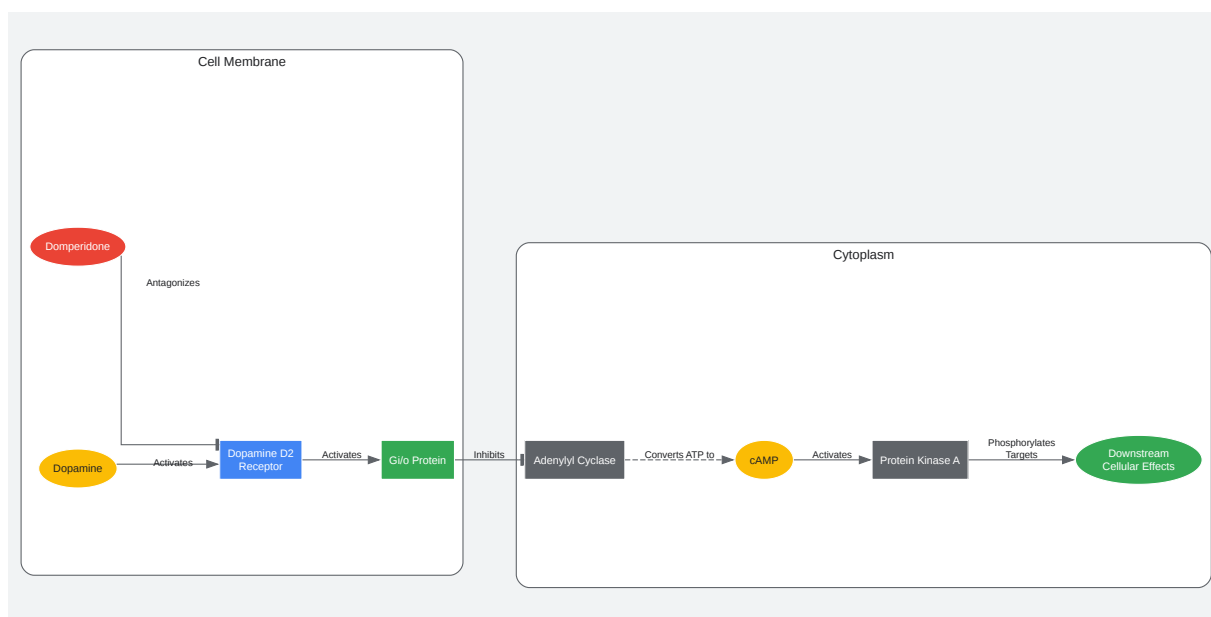 Cell Membrane
Cytoplasm
Domperidone
Antagonizes
Dopamine
Activates
Dopamine D2
Receptor
Activates
Gi/o Protein
Inhibits
Adenylyl Cyclase
Converts ATP to
cAMP
Activates
Protein Kinase A
Phosphorylates
Targets
Downstream
Cellular Effects